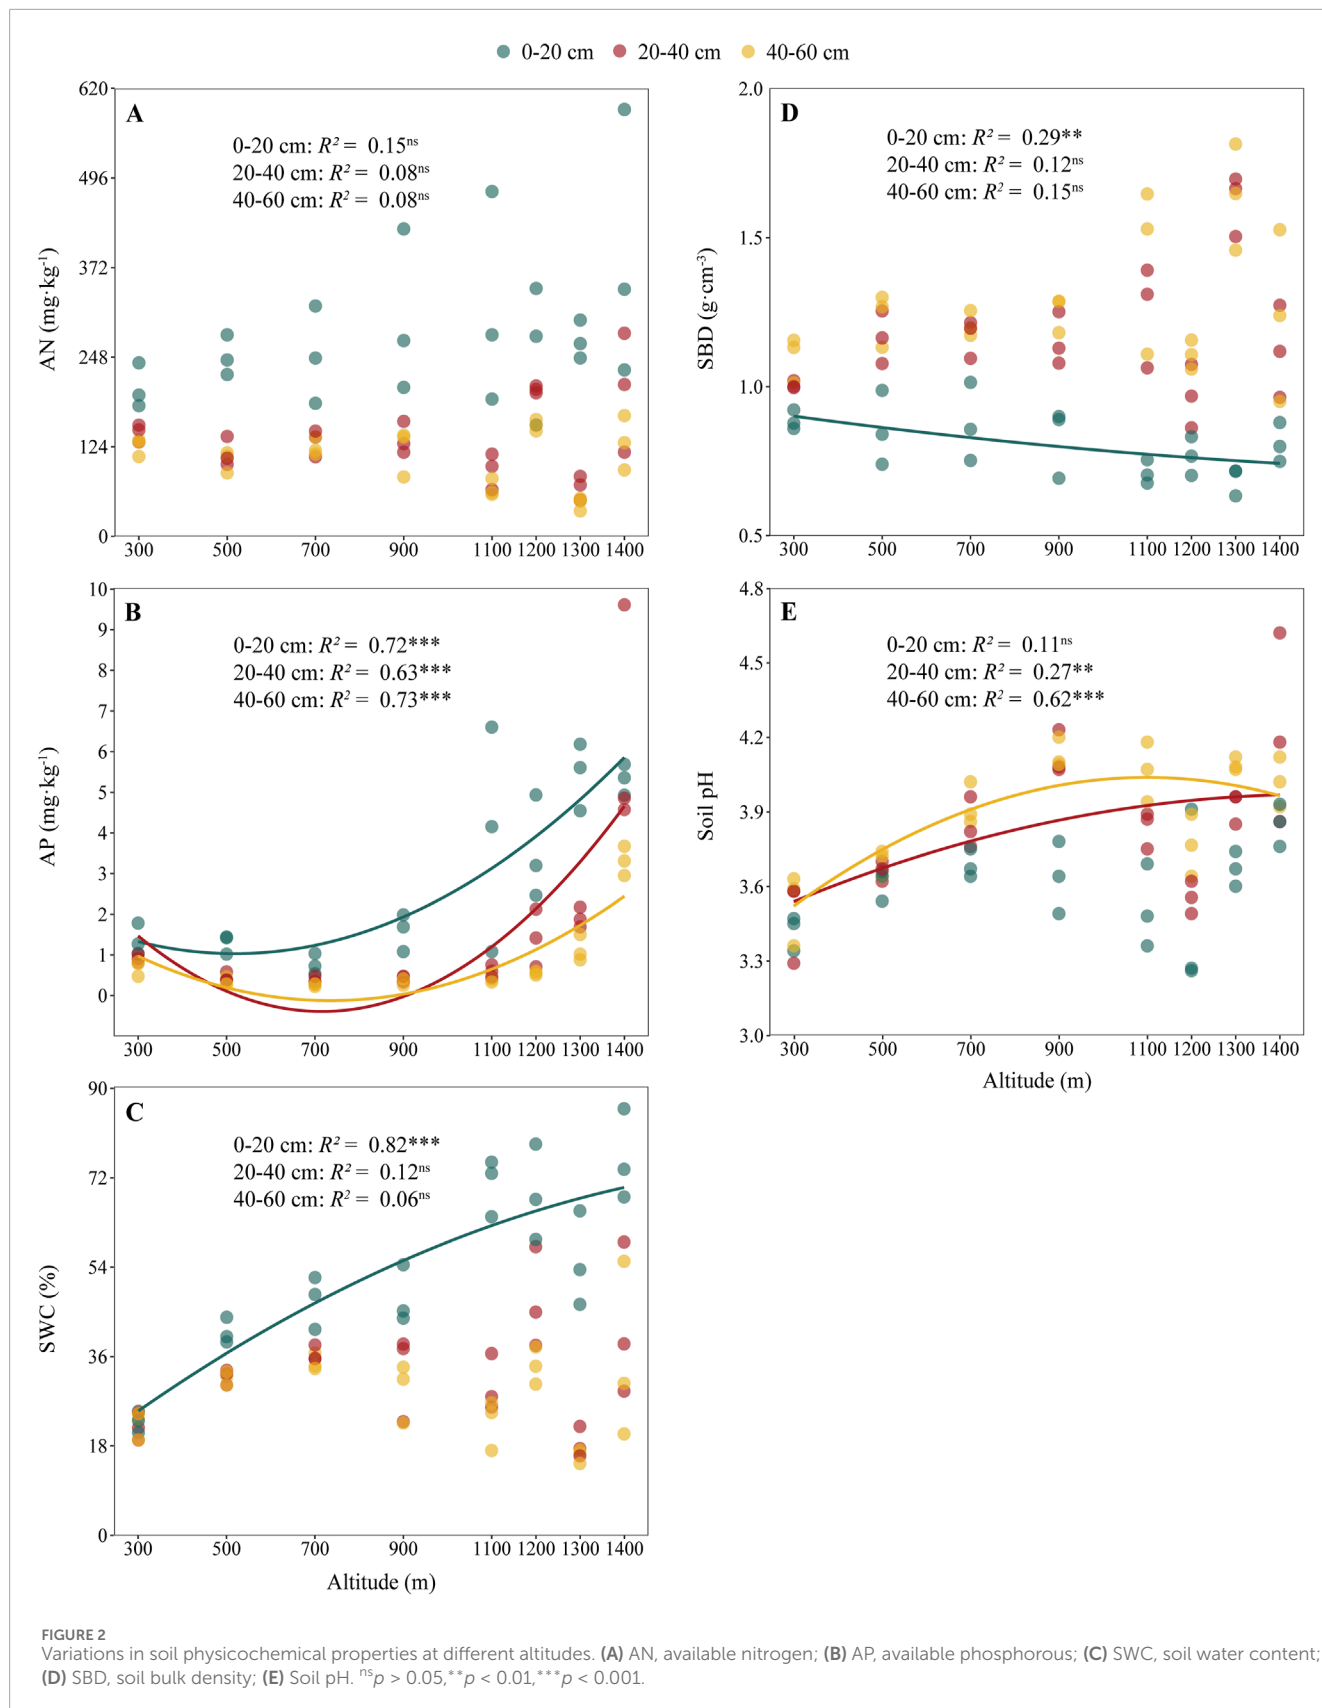 0-20 cm 20-40 cm 40-60 cm
A
0-20 cm: R² = 0.15ns
20-40 cm: R² = 0.08ns
40-60 cm: R² = 0.08ns
AN (mg·kg-1)
620
496
372
248
124
0
300 500 700 900 1100 1200 1300 1400
D
0-20 cm: R² = 0.29**
20-40 cm: R² = 0.12ns
40-60 cm: R² = 0.15ns
SBD (g·cm-3)
2.0
1.5
1.0
0.5
300 500 700 900 1100 1200 1300 1400
B
0-20 cm: R² = 0.72***
20-40 cm: R² = 0.63***
40-60 cm: R² = 0.73***
AP (mg·kg-1)
10
9
8
7
6
5
4
3
2
1
0
300 500 700 900 1100 1200 1300 1400
E
0-20 cm: R² = 0.11ns
20-40 cm: R² = 0.27**
40-60 cm: R² = 0.62***
Soil pH
4.8
4.5
4.2
3.9
3.6
3.3
3.0
300 500 700 900 1100 1200 1300 1400
Altitude (m)
C
0-20 cm: R² = 0.82***
20-40 cm: R² = 0.12ns
40-60 cm: R² = 0.06ns
SWC (%)
90
72
54
36
18
0
300 500 700 900 1100 1200 1300 1400
Altitude (m)
FIGURE 2
Variations in soil physicochemical properties at different altitudes. (A) AN, available nitrogen; (B) AP, available phosphorous; (C) SWC, soil water content;
(D) SBD, soil bulk density; (E) Soil pH. nsp > 0.05,**p < 0.01,***p < 0.001.